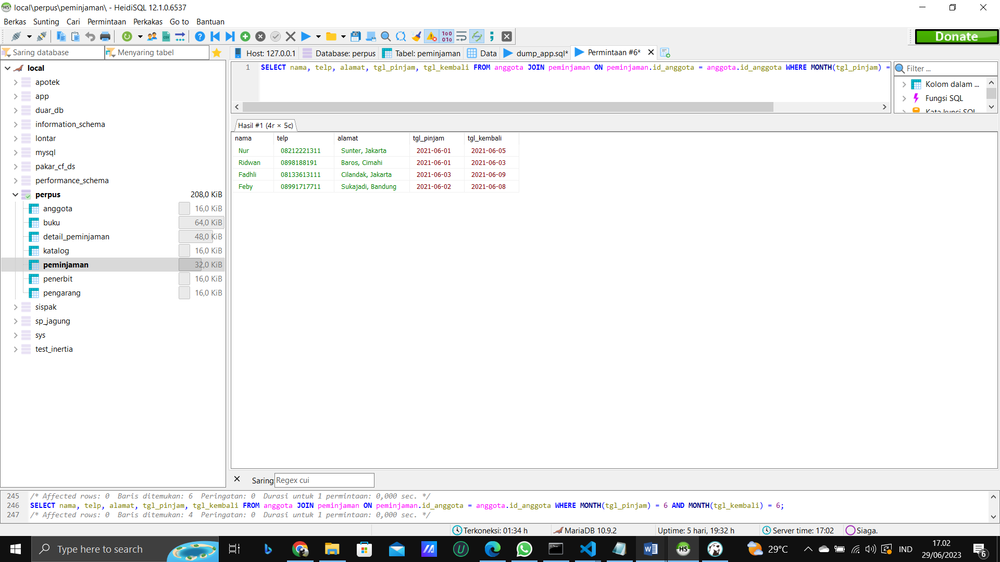 local\perpus\peminjaman\ - HeidiSQL 12.1.0.6537
Berkas Sunting Cari Permintaan Perkakas Go to Bantuan
Donate
Saring database Menyaring tabel
Host: 127.0.0.1 Database: perpus Tabel: peminjaman Data dump_app.sql* Permintaan #6*
1 SELECT nama, telp, alamat, tgl_pinjam, tgl_kembali FROM anggota JOIN peminjaman ON peminjaman.id_anggota = anggota.id_anggota WHERE MONTH(tgl_pinjam) =
Filter ...
Kolom dalam ...
Fungsi SQL
Kata kunci SQL
local
apotek
app
duar_db
information_schema
lontar
mysql
pakar_cf_ds
performance_schema
perpus 208,0 KiB
anggota 16,0 KiB
buku 64,0 KiB
detail_peminjaman 48,0 KiB
katalog 16,0 KiB
peminjaman 32,0 KiB
penerbit 16,0 KiB
pengarang 16,0 KiB
sispak
sp_jagung
sys
test_inertia
Hasil #1 (4r × 5c)
nama telp alamat tgl_pinjam tgl_kembali
Nur 08212221311 Sunter, Jakarta 2021-06-01 2021-06-05
Ridwan 0898188191 Baros, Cimahi 2021-06-01 2021-06-03
Fadhli 08133613111 Cilandak, Jakarta 2021-06-03 2021-06-09
Feby 08991717711 Sukajadi, Bandung 2021-06-02 2021-06-08
Saring Regex cui
245 /* Affected rows: 0 Baris ditemukan: 6 Peringatan: 0 Durasi untuk 1 permintaan: 0,000 sec. */
246 SELECT nama, telp, alamat, tgl_pinjam, tgl_kembali FROM anggota JOIN peminjaman ON peminjaman.id_anggota = anggota.id_anggota WHERE MONTH(tgl_pinjam) = 6 AND MONTH(tgl_kembali) = 6;
247 /* Affected rows: 0 Baris ditemukan: 4 Peringatan: 0 Durasi untuk 1 permintaan: 0,000 sec. */
Terkoneksi: 01:34 h MariaDB 10.9.2 Uptime: 5 hari, 19:32 h Server time: 17:02 Siaga.
Type here to search
29°C IND
17.02
29/06/2023
6